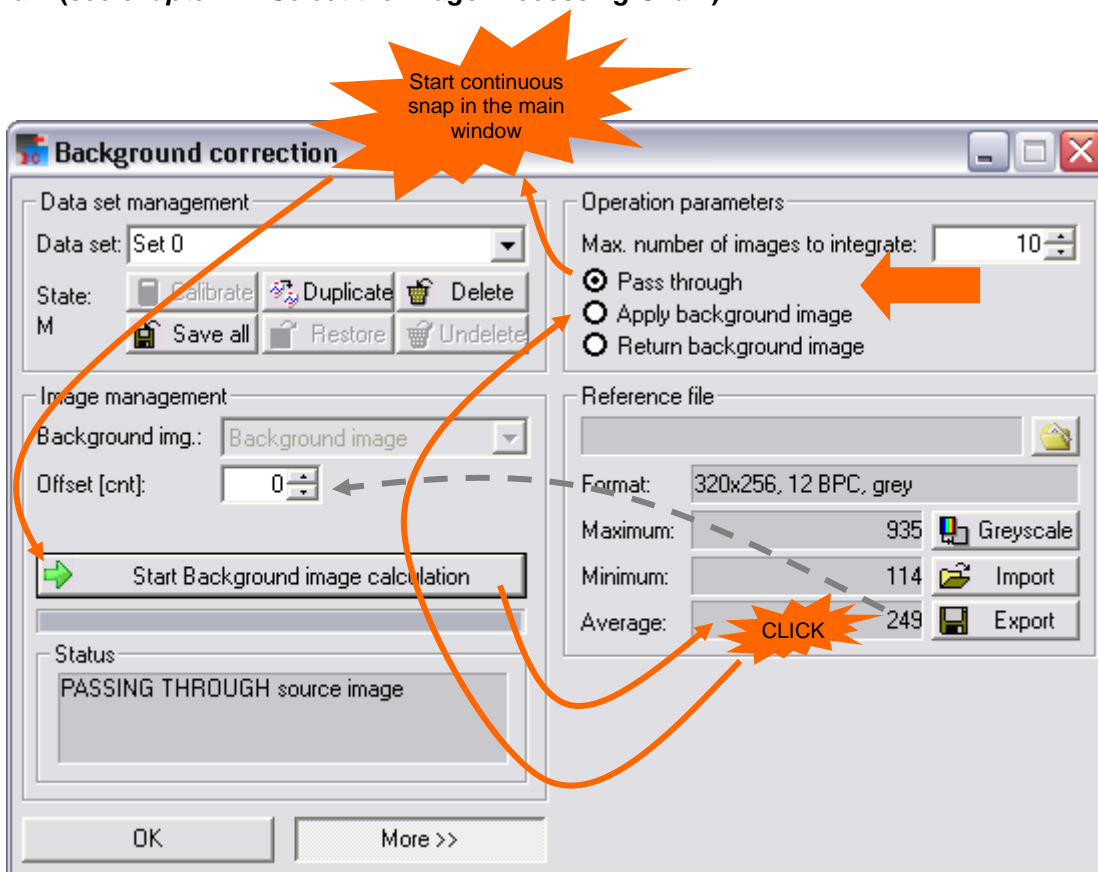 Start continuous
snap in the main
window
Background correction
Data set management
Data set: Set 0
State: Calibrate Duplicate Delete
M Save all Restore Undelete
Operation parameters
Max. number of images to integrate: 10
Pass through
Apply background image
Return background image
Image management
Background img.: Background image
Offset [cnt]: 0
Start Background image calculation
Status
PASSING THROUGH source image
Reference file
Format: 320x256, 12 BPC, grey
Maximum: 935 Greyscale
Minimum: 114 Import
Average: CLICK 249 Export
OK More >>